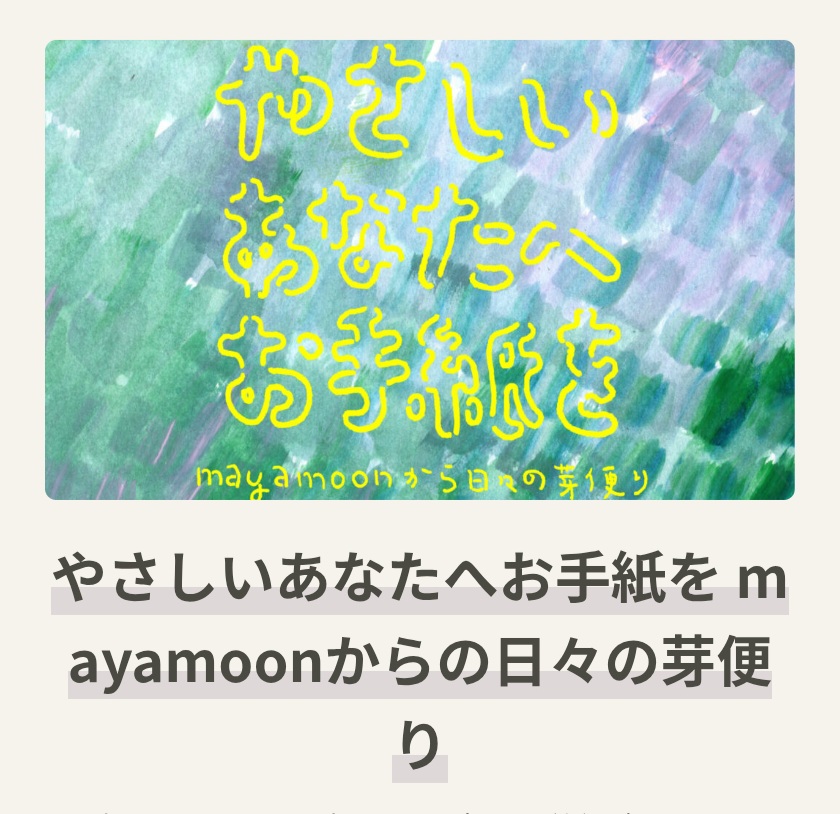 やさしい
あなたへ
お手紙を
mayamoonから日々の芽便り
やさしいあなたへお手紙を m
ayamoonからの日々の芽便
り